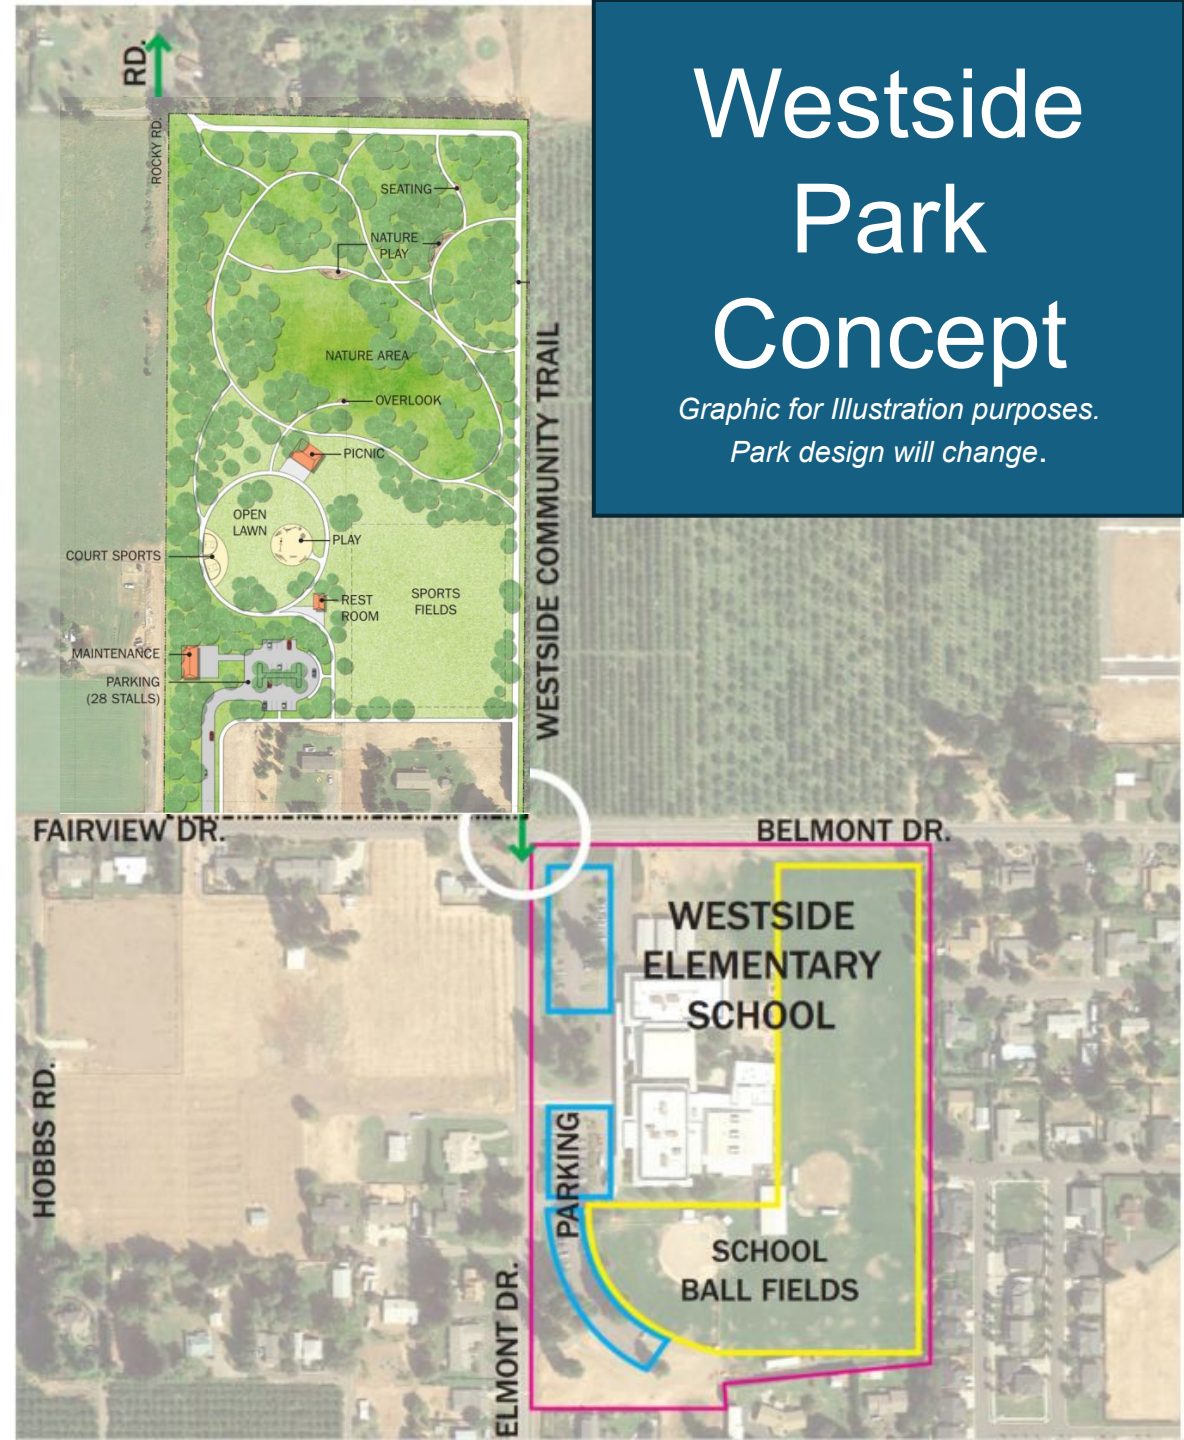 Westside
Park
Concept
Graphic for Illustration purposes.
Park design will change.
RD.
ROCKY RD.
SEATING
NATURE
PLAY
NATURE AREA
OVERLOOK
PICNIC
OPEN
LAWN
PLAY
COURT SPORTS
REST
ROOM
SPORTS
FIELDS
MAINTENANCE
PARKING
(28 STALLS)
WESTSIDE COMMUNITY TRAIL
FAIRVIEW DR.
BELMONT DR.
WESTSIDE
ELEMENTARY
SCHOOL
HOBBS RD.
PARKING
SCHOOL
BALL FIELDS
ELMONT DR.